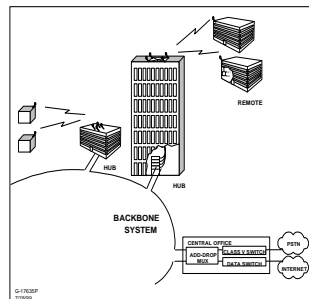 REMOTE
HUB
HUB
BACKBONE
SYSTEM
CENTRAL OFFICE
ADD-DROP
MUX
CLASS V SWITCH
DATA SWITCH
PSTN
INTERNET
G-17635P
7/28/99